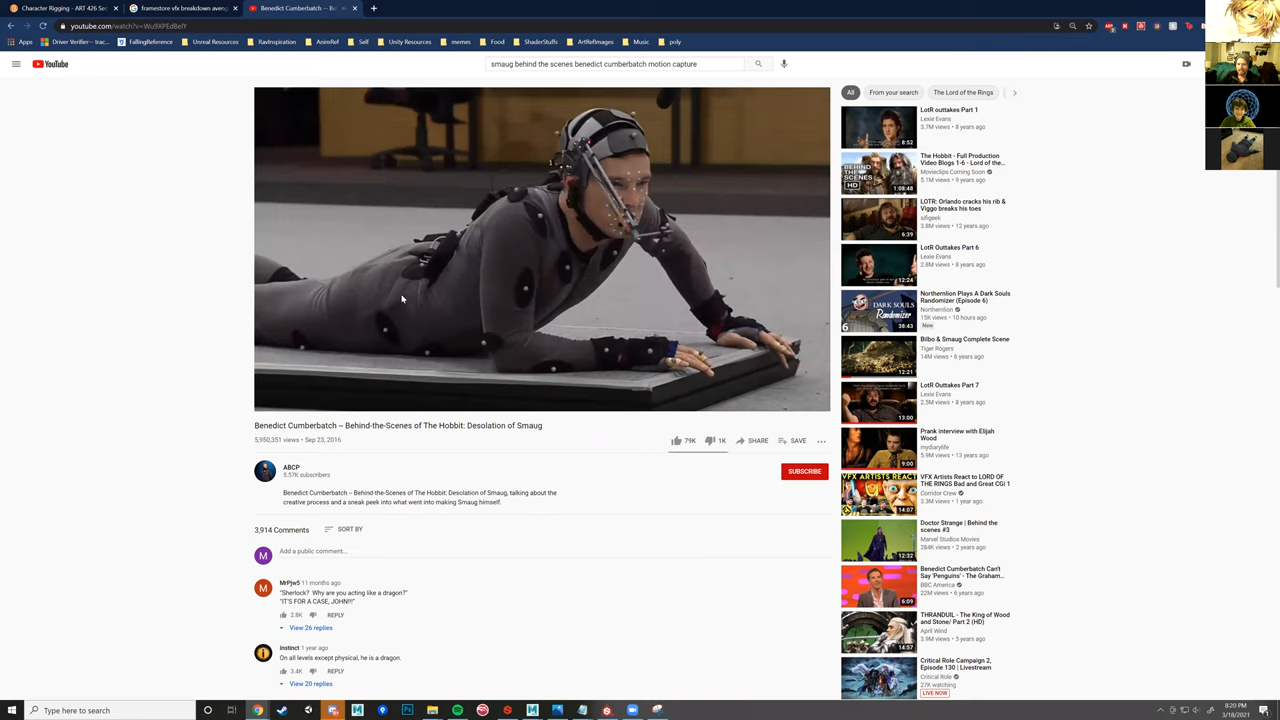 Character Rigging - ART 426 Sec
framestore vfx breakdown aveng
Benedict Cumberbatch -- Beh
youtube.com/watch?v=Wu9XPEdBelY
Apps
Driver Verifier -- trac...
FallingReference
Unreal Resources
RavInspiration
AnimRef
Self
Unity Resources
memes
Food
ShaderStuffs
ArtRefImages
Music
poly
YouTube
smaug behind the scenes benedict cumberbatch motion capture
All
From your search
The Lord of the Rings
LotR outtakes Part 1
Lexie Evans
3.7M views • 8 years ago
8:52
The Hobbit - Full Production
Video Blogs 1-6 - Lord of the...
Movieclips Coming Soon
5.1M views • 9 years ago
BEHIND
THE
SCENES
HD
1:08:48
LOTR: Orlando cracks his rib &
Viggo breaks his toes
sifigeek
3.8M views • 12 years ago
6:39
LotR Outtakes Part 6
Lexie Evans
2.8M views • 8 years ago
12:24
Northernlion Plays A Dark Souls
Randomizer (Episode 6)
Northernlion
15K views • 10 hours ago
New
DARK SOULS
Randomizer
6
38:43
Bilbo & Smaug Complete Scene
Tiger Rogers
14M views • 6 years ago
12:21
LotR Outtakes Part 7
Lexie Evans
2.5M views • 8 years ago
13:00
Prank interview with Elijah
Wood
mydiarylife
5.9M views • 13 years ago
9:00
VFX Artists React to LORD OF
THE RINGS Bad and Great CGi 1
Corridor Crew
3.3M views • 1 year ago
VFX ARTISTS REACT
14:07
Doctor Strange | Behind the
scenes #3
Marvel Studios Movies
284K views • 2 years ago
12:32
Benedict Cumberbatch Can't
Say 'Penguins' - The Graham...
BBC America
22M views • 6 years ago
6:09
THRANDUIL - The King of Wood
and Stone/ Part 2 (HD)
April Wind
3.9M views • 5 years ago
14:57
Critical Role Campaign 2,
Episode 130 | Livestream
Critical Role
27K watching
LIVE NOW
Benedict Cumberbatch -- Behind-the-Scenes of The Hobbit: Desolation of Smaug
5,950,351 views • Sep 23, 2016
79K
1K
SHARE
SAVE
ABCP
5.57K subscribers
SUBSCRIBE
Benedict Cumberbatch -- Behind-the-Scenes of The Hobbit: Desolation of Smaug, talking about the
creative process and a sneak peek into what went into making Smaug himself.
3,914 Comments
SORT BY
M
Add a public comment...
M
MrPjw5 11 months ago
"Sherlock? Why are you acting like a dragon?"
"IT'S FOR A CASE, JOHN!!!"
2.8K
REPLY
View 26 replies
Instinct 1 year ago
On all levels except physical, he is a dragon.
3.4K
REPLY
View 20 replies
Type here to search
8:20 PM
3/18/2021